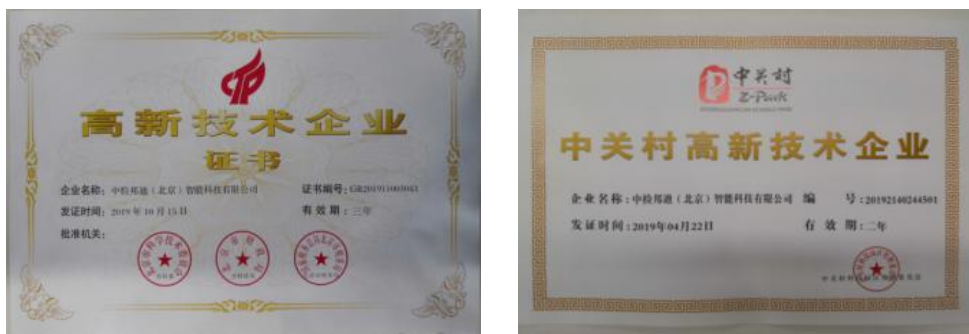 高新技术企业
证书
企业名称：中检邦迪（北京）智能科技有限公司
证书编号：GR201911005043
发证时间：2019年10月15日
有效期：三年
批准机关：
中关村
Z-Park
中关村高新技术企业
企业名称：中检邦迪（北京）智能科技有限公司
编 号：20192140244501
发证时间：2019年04月22日
有 效 期：二年